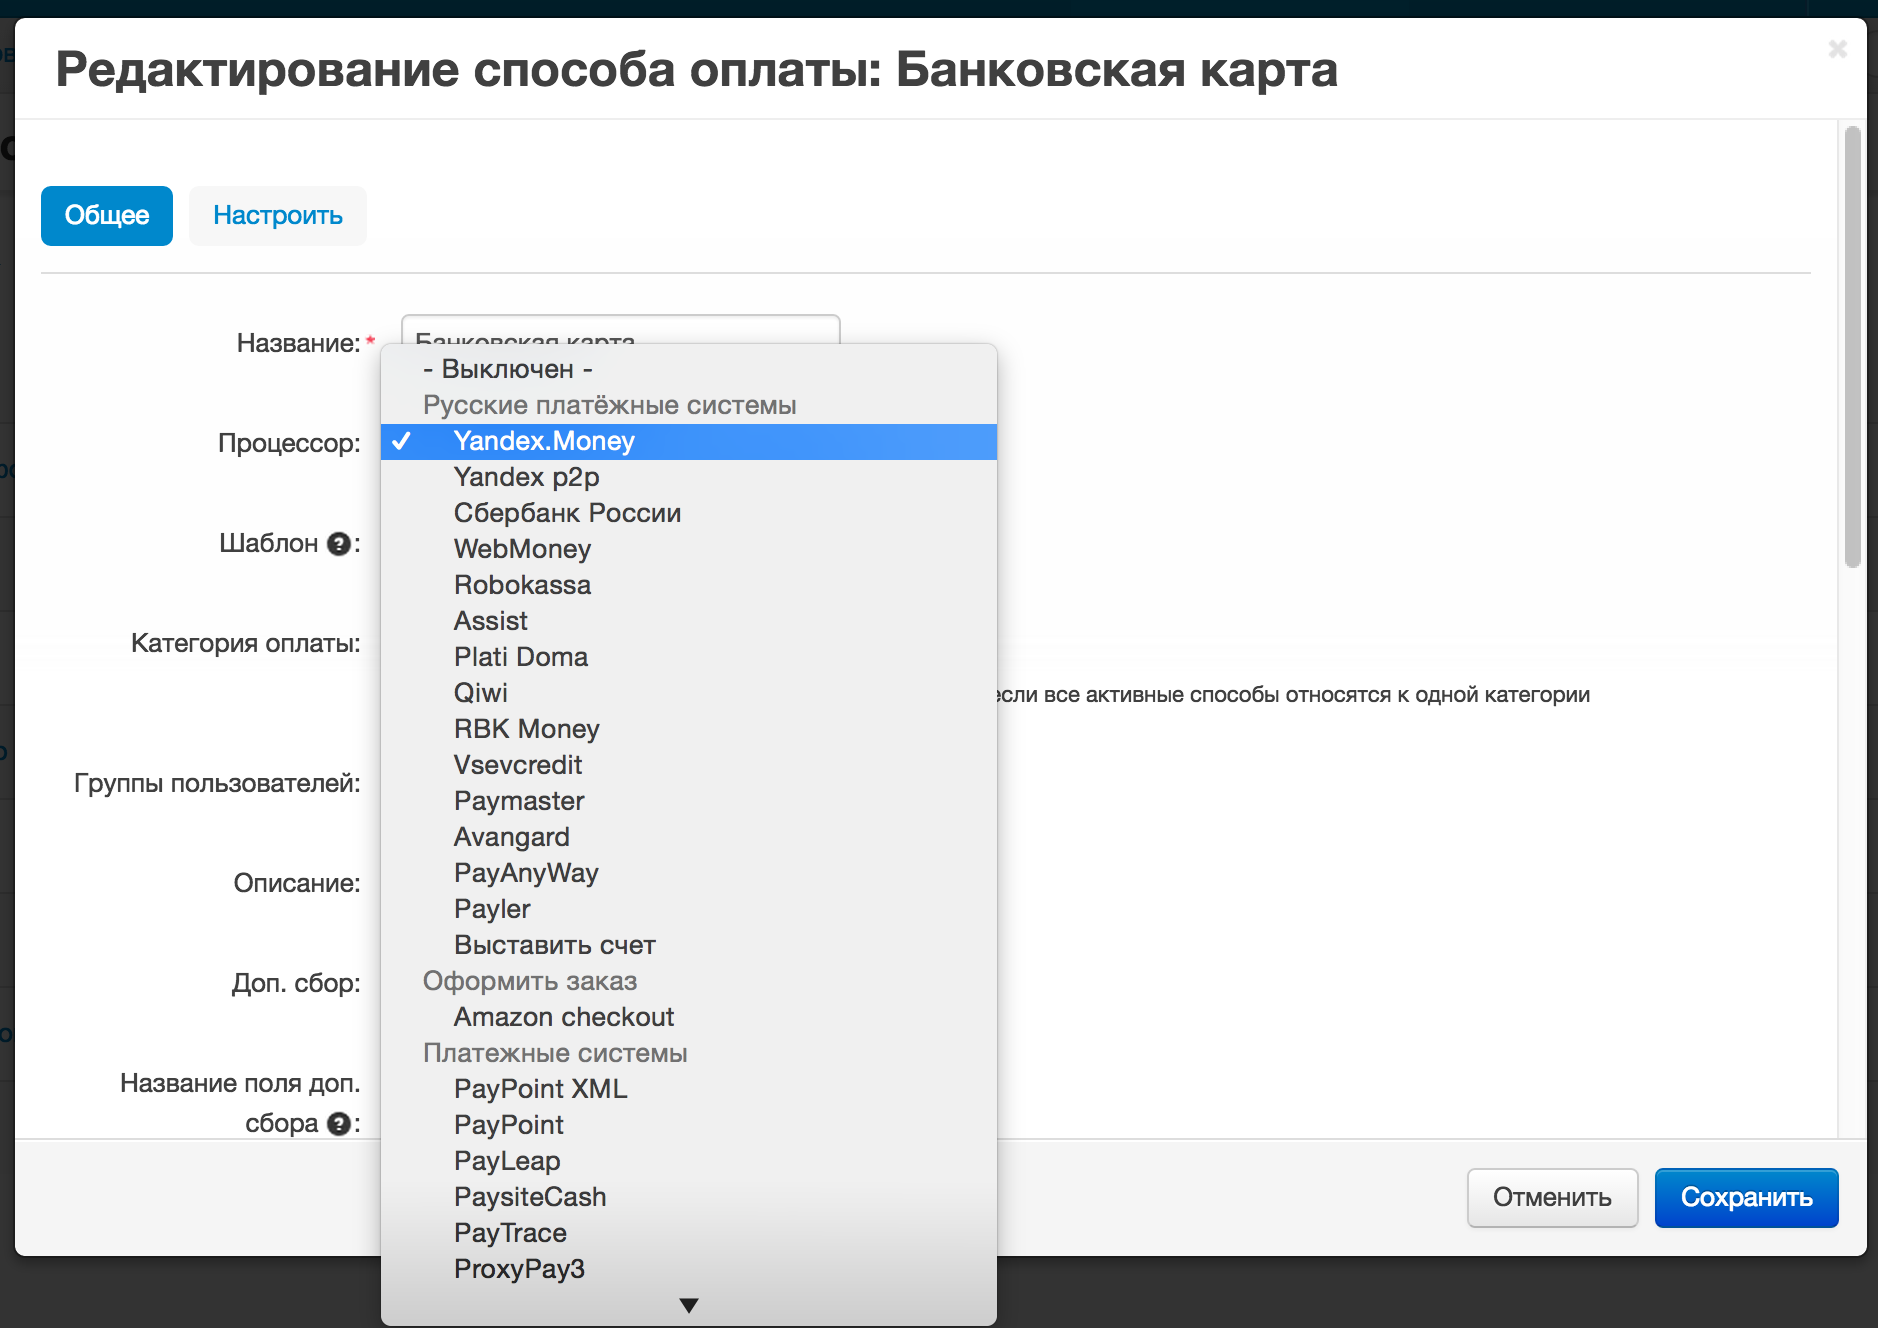 Редактирование способа оплаты: Банковская карта
Общее
Настроить
Название:*
Банковская карта
- Выключен -
Русские платёжные системы
Процессор:
✓ Yandex.Money
Yandex p2p
Сбербанк России
Шаблон ?:
WebMoney
Robokassa
Assist
Категория оплаты:
Plati Doma
Qiwi
если все активные способы относятся к одной категории
RBK Money
Vsevcredit
Группы пользователей:
Paymaster
Avangard
PayAnyWay
Описание:
Payler
Выставить счет
Оформить заказ
Доп. сбор:
Amazon checkout
Платежные системы
Название поля доп.
сбора ?:
PayPoint XML
PayPoint
PayLeap
PaysiteCash
PayTrace
ProxyPay3
Отменить
Сохранить